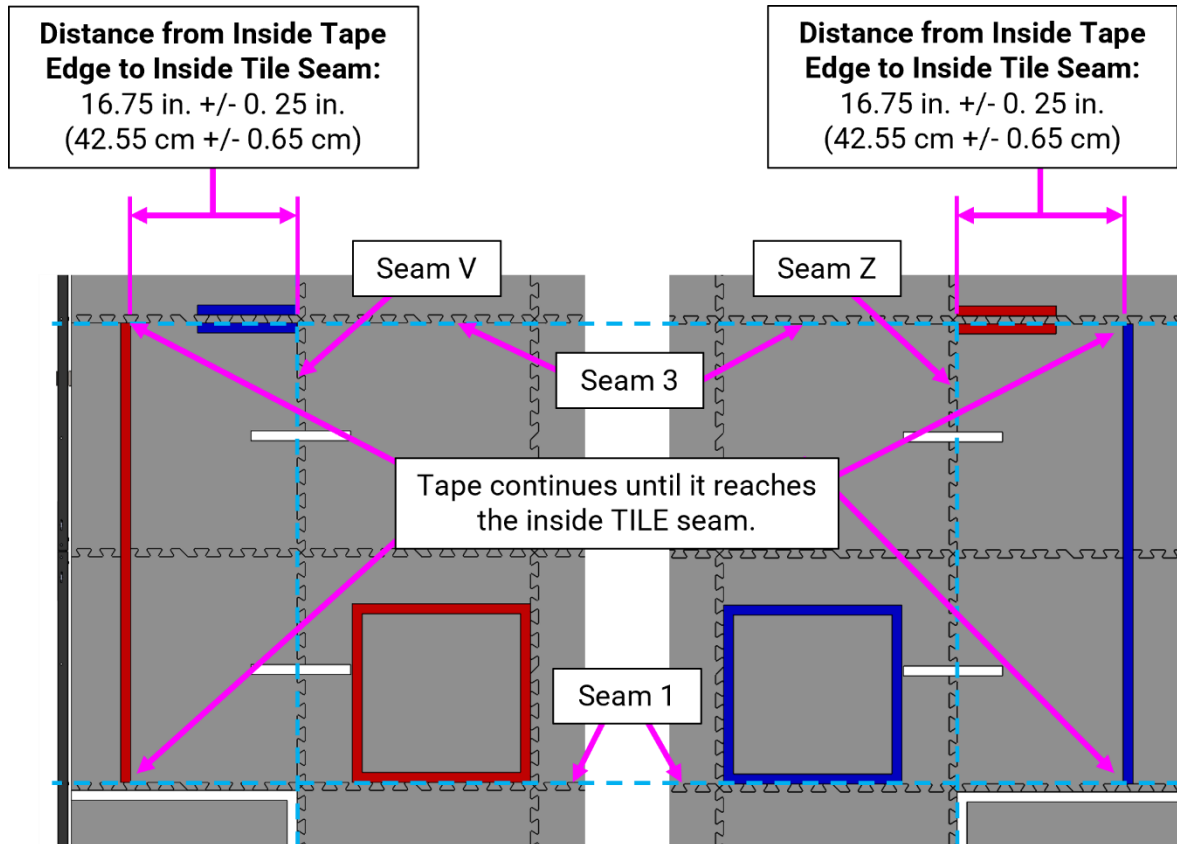 Distance from Inside Tape
Edge to Inside Tile Seam:
16.75 in. +/- 0. 25 in.
(42.55 cm +/- 0.65 cm)
Distance from Inside Tape
Edge to Inside Tile Seam:
16.75 in. +/- 0. 25 in.
(42.55 cm +/- 0.65 cm)
Seam V
Seam Z
Seam 3
Tape continues until it reaches
the inside TILE seam.
Seam 1